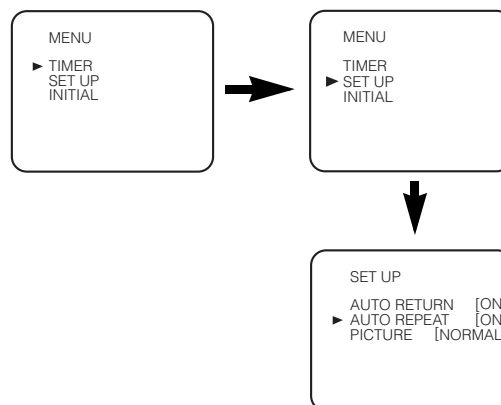 MENU
► TIMER
SET UP
INITIAL
MENU
TIMER
► SET UP
INITIAL
SET UP
AUTO RETURN [ON
► AUTO REPEAT [ON
PICTURE [NORMAL